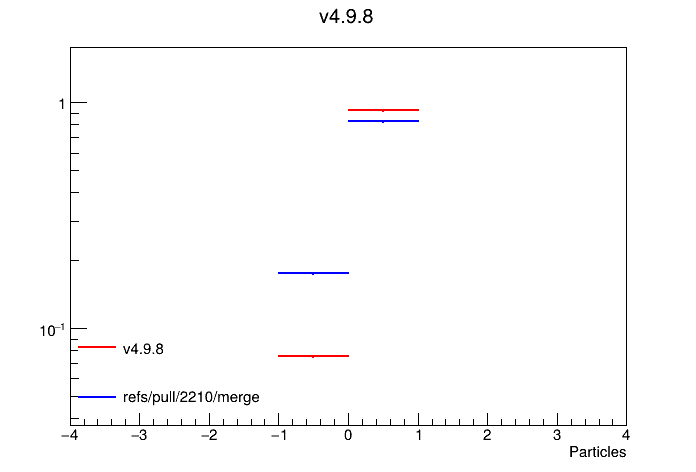 v4.9.8
1
10⁻¹
v4.9.8
refs/pull/2210/merge
−4 −3 −2 −1 0 1 2 3 4
Particles